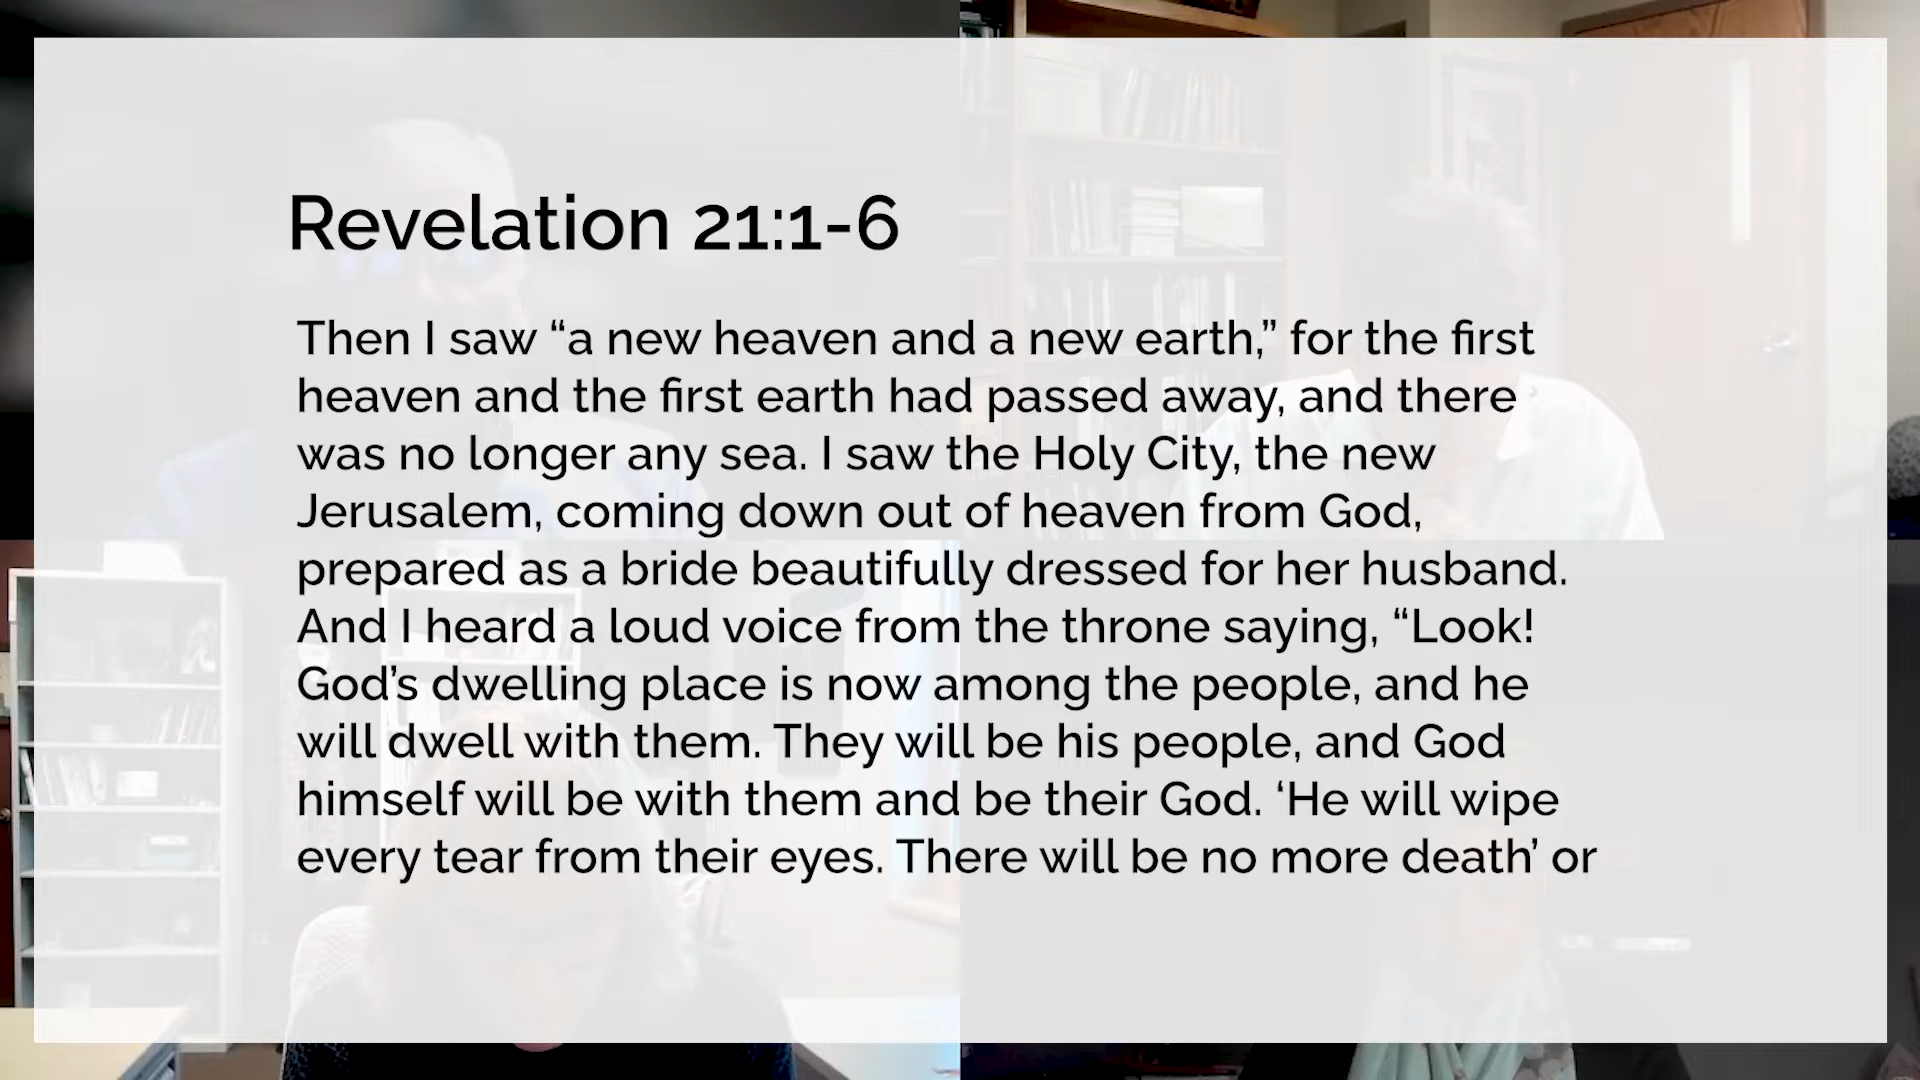 Revelation 21:1-6
Then I saw “a new heaven and a new earth,” for the first
heaven and the first earth had passed away, and there
was no longer any sea. I saw the Holy City, the new
Jerusalem, coming down out of heaven from God,
prepared as a bride beautifully dressed for her husband.
And I heard a loud voice from the throne saying, “Look!
God’s dwelling place is now among the people, and he
will dwell with them. They will be his people, and God
himself will be with them and be their God. ‘He will wipe
every tear from their eyes. There will be no more death’ or